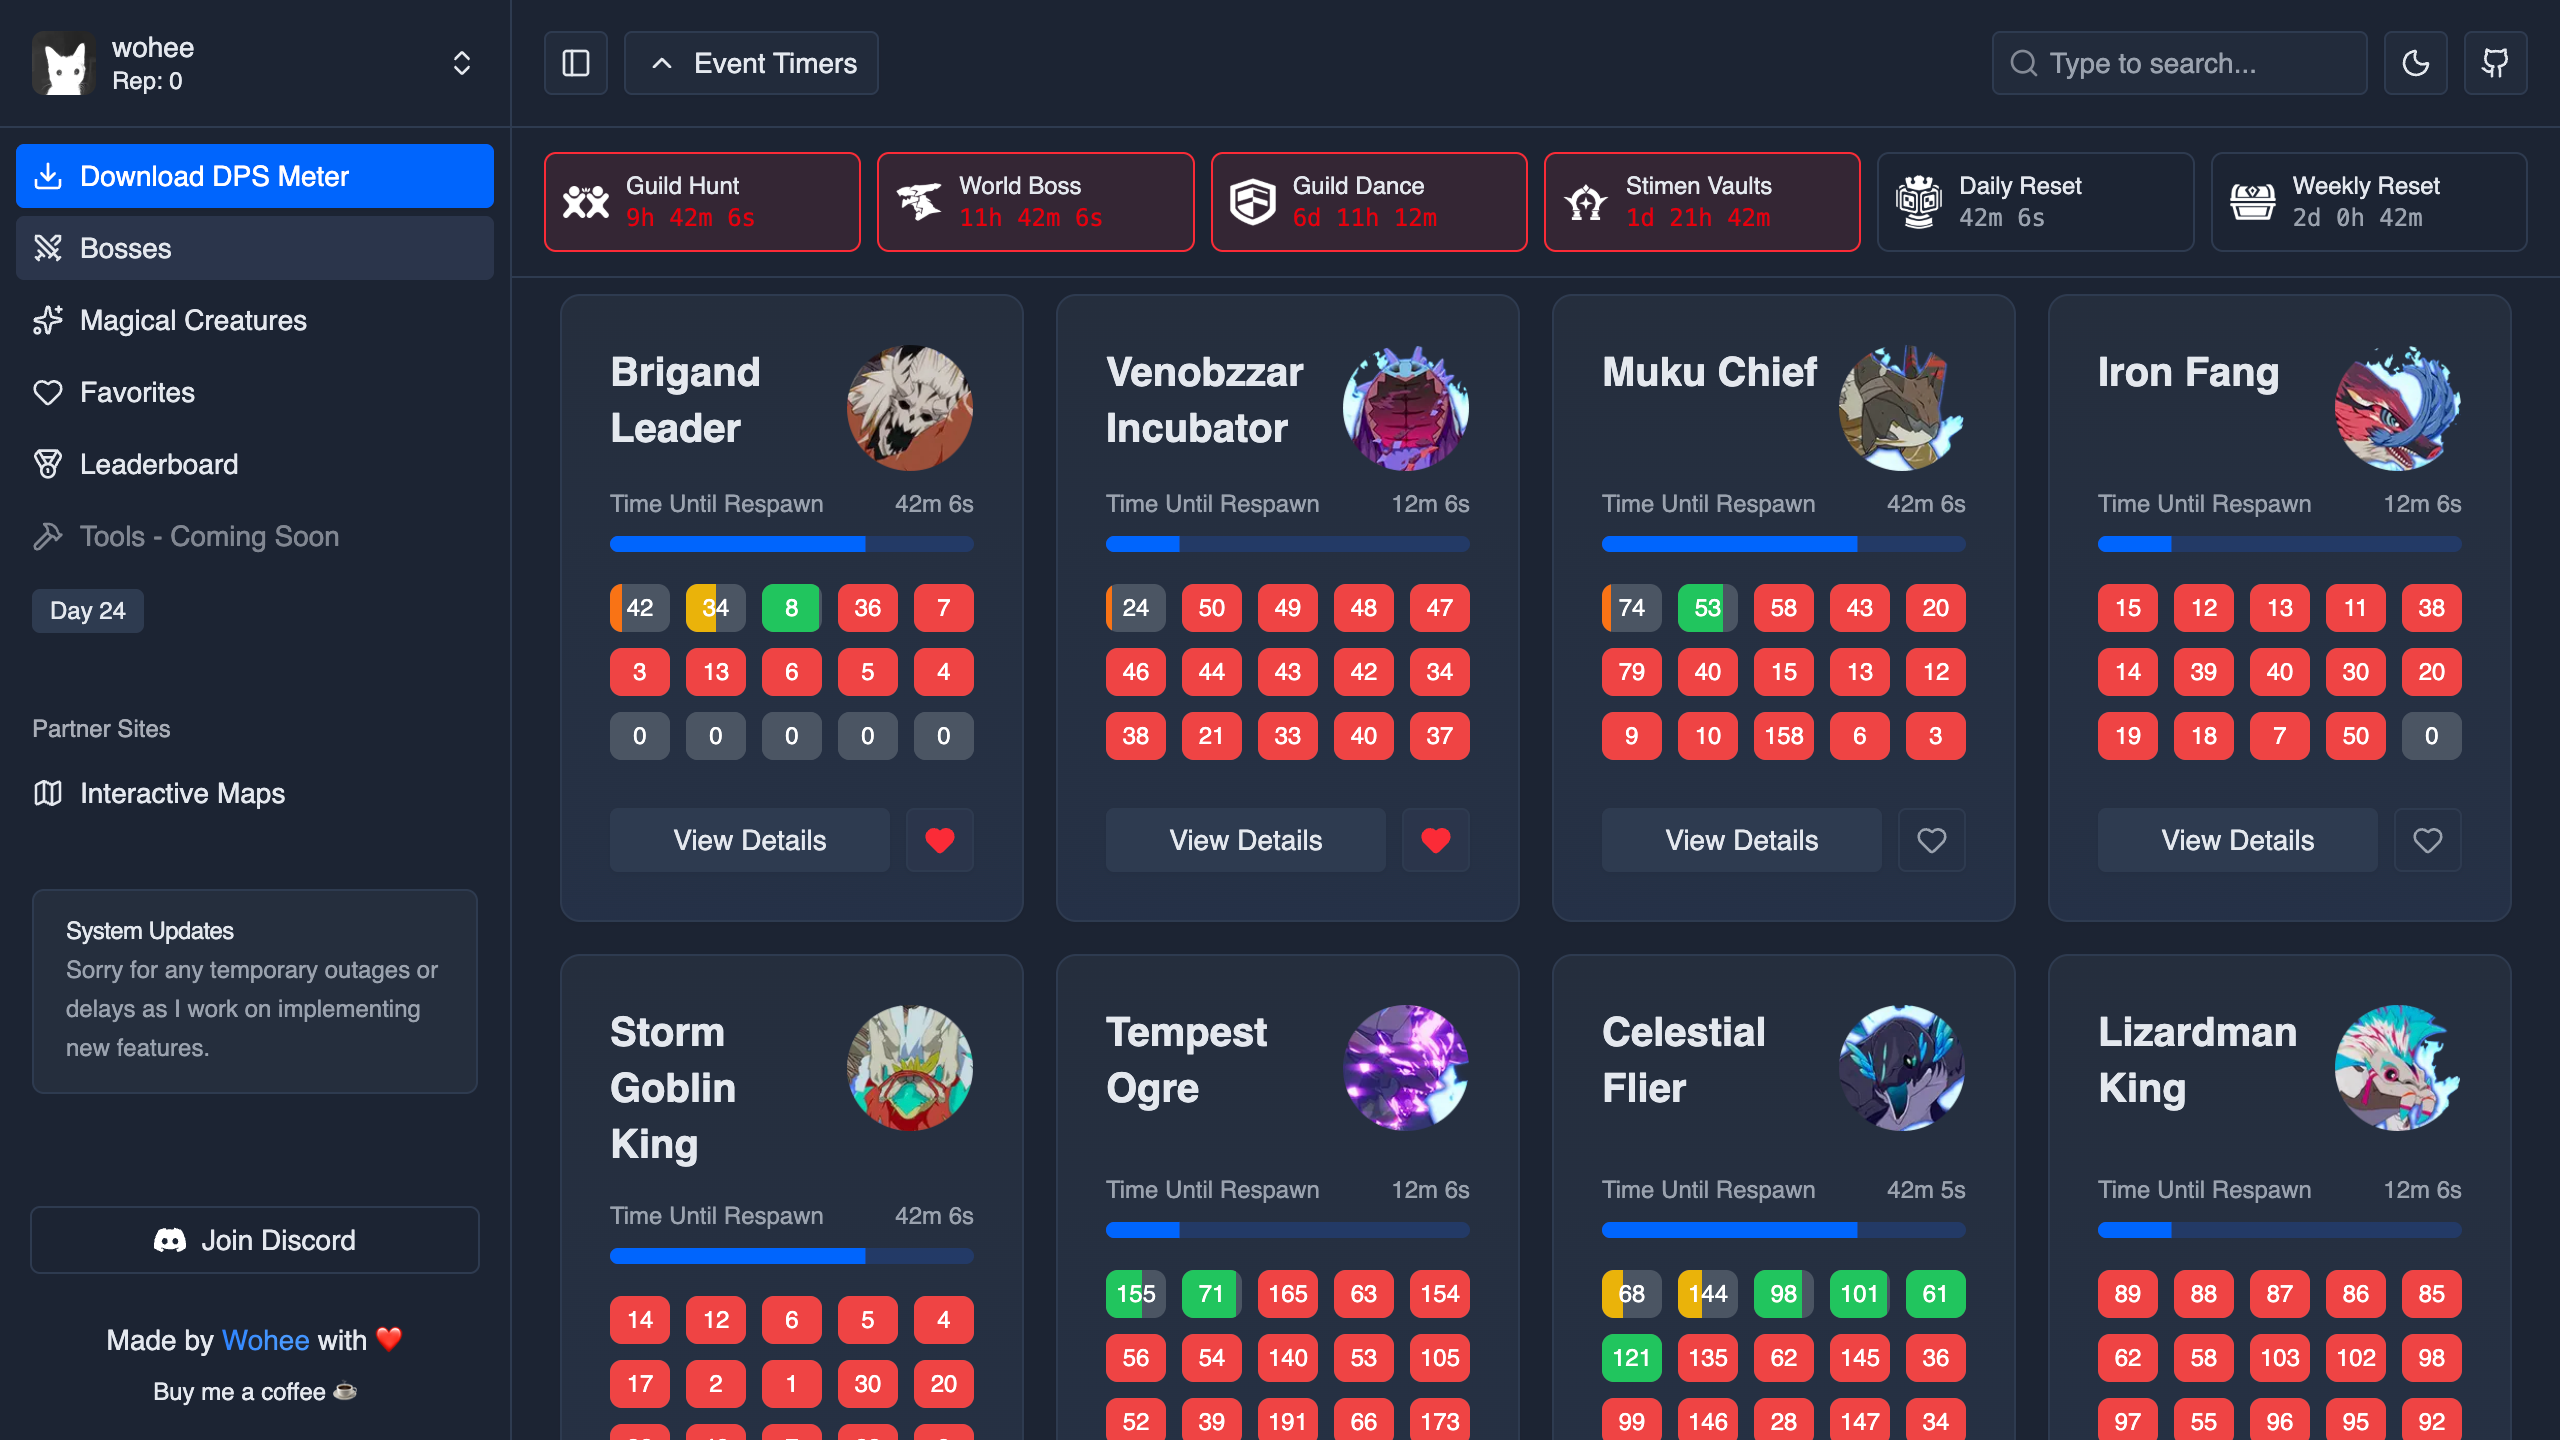 wohee
Rep: 0
Download DPS Meter
Bosses
Magical Creatures
Favorites
Leaderboard
Tools - Coming Soon
Day 24
Partner Sites
Interactive Maps
System Updates
Sorry for any temporary outages or
delays as I work on implementing
new features.
Join Discord
Made by Wohee with ❤️
Buy me a coffee ☕
Event Timers
Type to search...
Guild Hunt
9h 42m 6s
World Boss
11h 42m 6s
Guild Dance
6d 11h 12m
Stimen Vaults
1d 21h 42m
Daily Reset
42m 6s
Weekly Reset
2d 0h 42m
Brigand
Leader
Time Until Respawn 42m 6s
42 34 8 36 7
3 13 6 5 4
0 0 0 0 0
View Details
Venobzzar
Incubator
Time Until Respawn 12m 6s
24 50 49 48 47
46 44 43 42 34
38 21 33 40 37
View Details
Muku Chief
Time Until Respawn 42m 6s
74 53 58 43 20
79 40 15 13 12
9 10 158 6 3
View Details
Iron Fang
Time Until Respawn 12m 6s
15 12 13 11 38
14 39 40 30 20
19 18 7 50 0
View Details
Storm
Goblin
King
Time Until Respawn 42m 6s
14 12 6 5 4
17 2 1 30 20
Tempest
Ogre
Time Until Respawn 12m 6s
155 71 165 63 154
56 54 140 53 105
52 39 191 66 173
Celestial
Flier
Time Until Respawn 42m 5s
68 144 98 101 61
121 135 62 145 36
99 146 28 147 34
Lizardman
King
Time Until Respawn 12m 6s
89 88 87 86 85
62 58 103 102 98
97 55 96 95 92